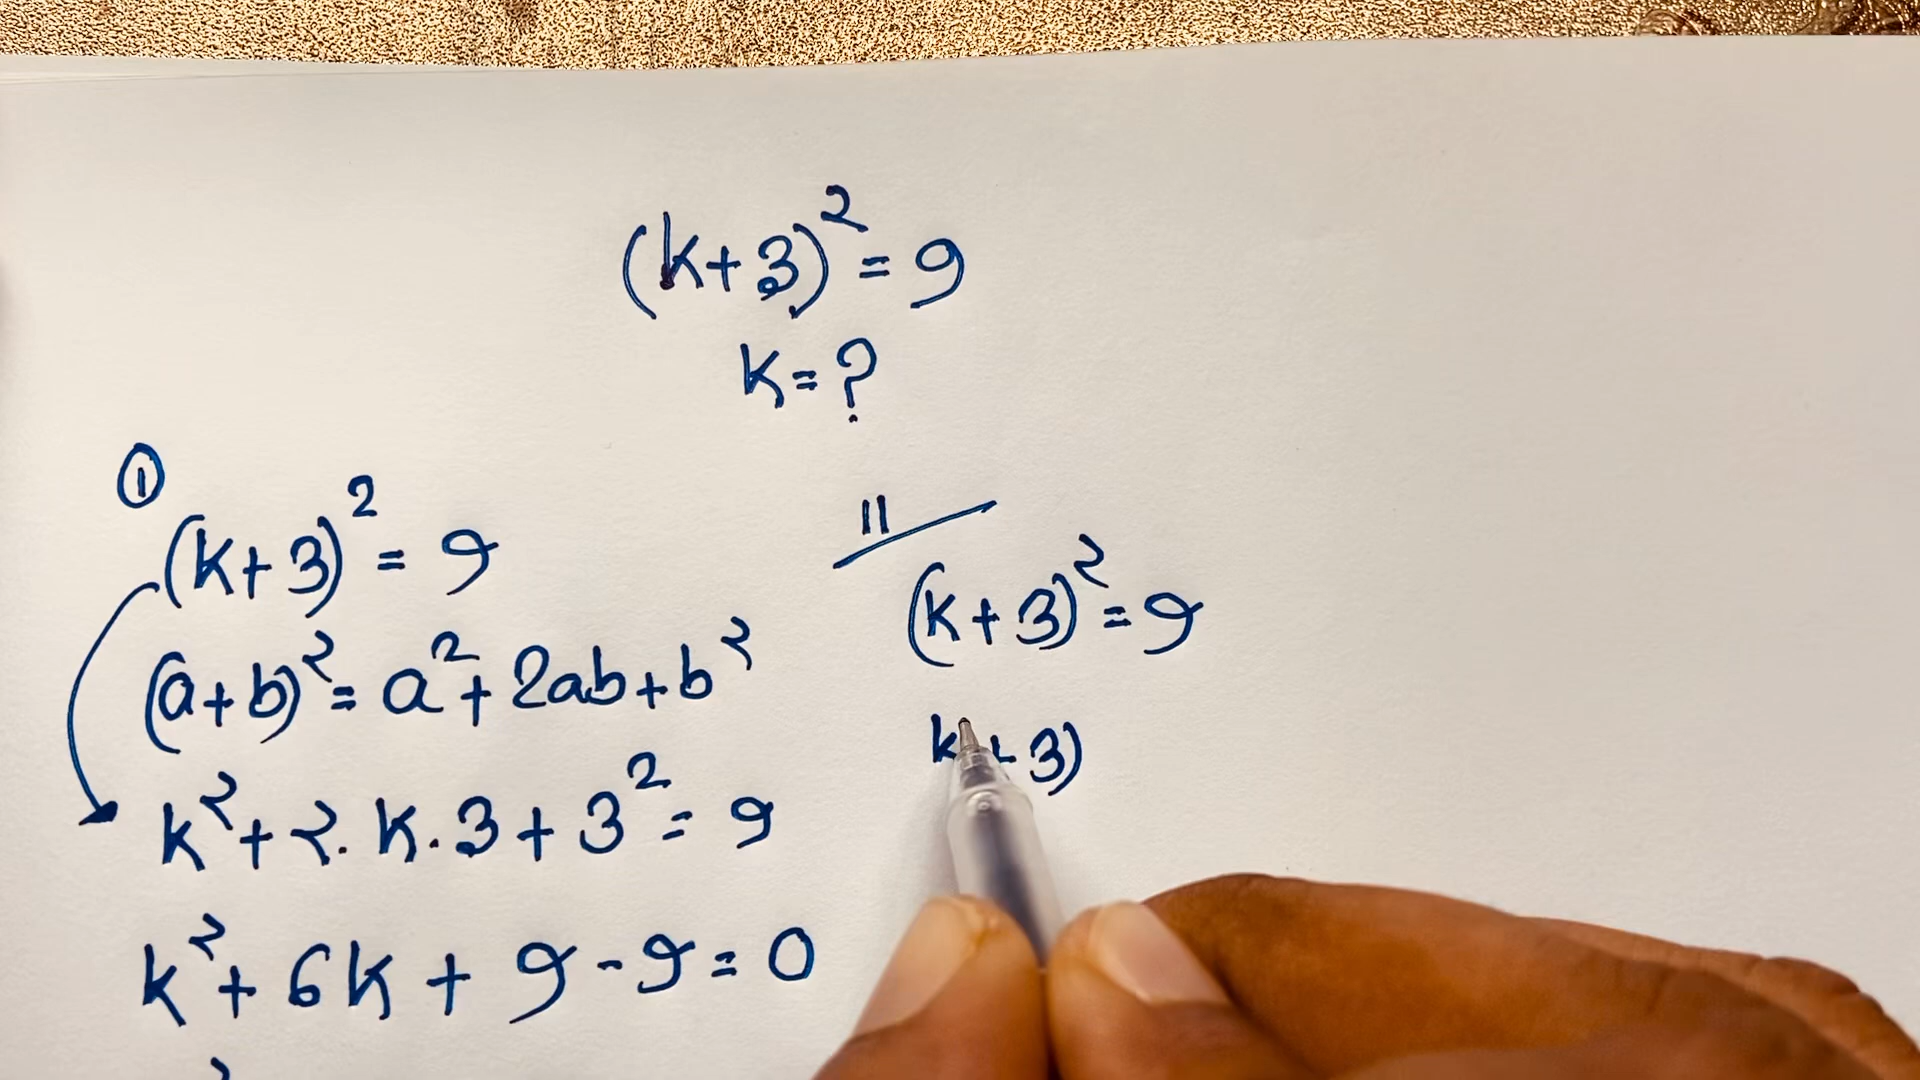 (k+3)² = 9
k = ?
①
(k+3)² = 9
(a+b)² = a² + 2ab + b²
k² + 2. k. 3 + 3² = 9
k² + 6k + 9 - 9 = 0
11
(k+3)² = 9
k+3)